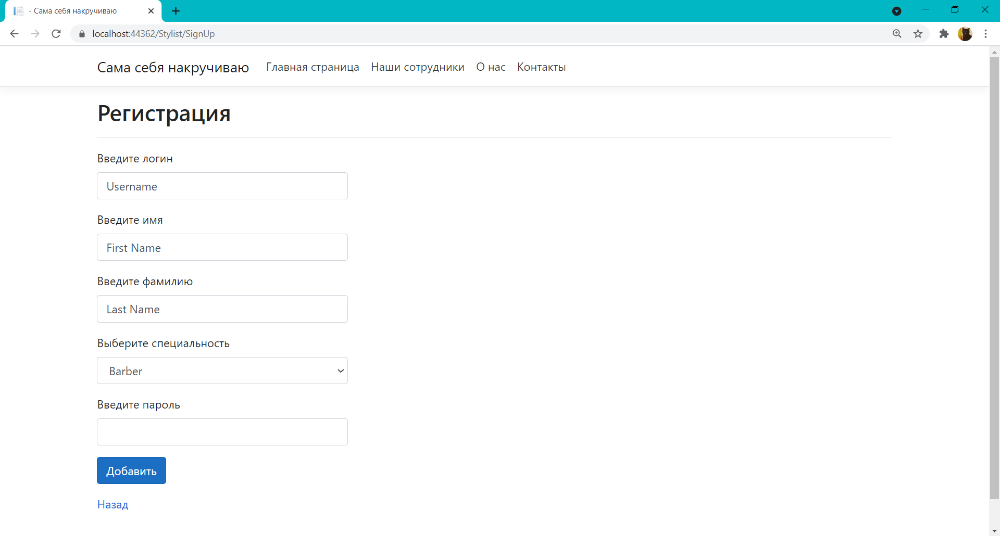 - Сама себя накручиваю
localhost:44362/Stylist/SignUp
Сама себя накручиваю Главная страница Наши сотрудники О нас Контакты
Регистрация
Введите логин
Username
Введите имя
First Name
Введите фамилию
Last Name
Выберите специальность
Barber
Введите пароль
Добавить
Назад